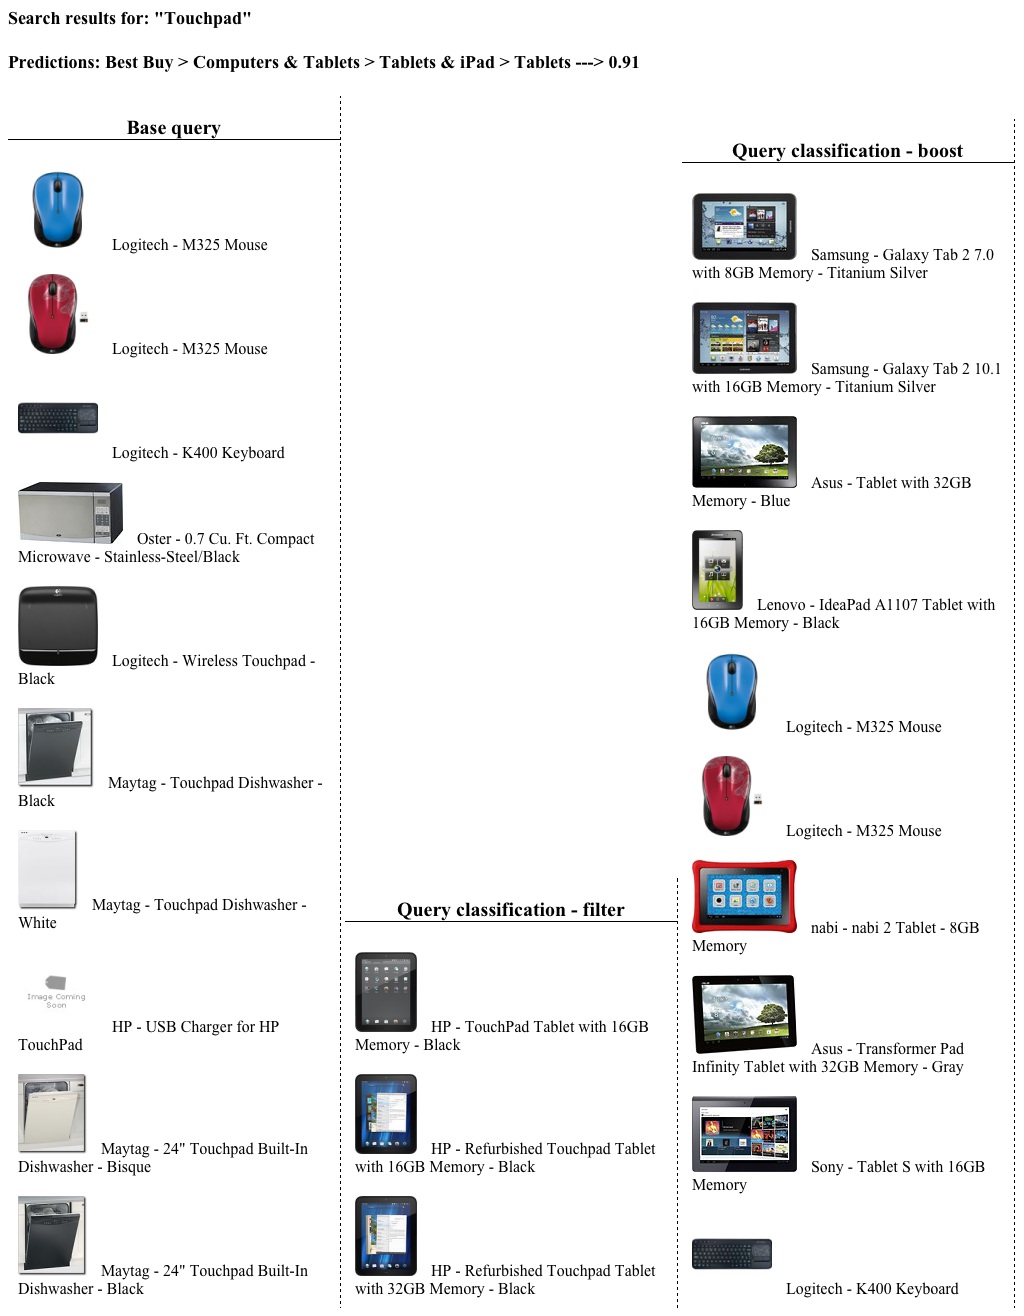 Search results for: "Touchpad"
Predictions: Best Buy > Computers & Tablets > Tablets & iPad > Tablets ---> 0.91
Base query
Logitech - M325 Mouse
Logitech - M325 Mouse
Logitech - K400 Keyboard
Oster - 0.7 Cu. Ft. Compact
Microwave - Stainless-Steel/Black
Logitech - Wireless Touchpad -
Black
Maytag - Touchpad Dishwasher -
Black
Maytag - Touchpad Dishwasher -
White
Image Coming
Soon
HP - USB Charger for HP
TouchPad
Maytag - 24" Touchpad Built-In
Dishwasher - Bisque
Maytag - 24" Touchpad Built-In
Dishwasher - Black
Query classification - filter
HP - TouchPad Tablet with 16GB
Memory - Black
HP - Refurbished Touchpad Tablet
with 16GB Memory - Black
HP - Refurbished Touchpad Tablet
with 32GB Memory - Black
Query classification - boost
Samsung - Galaxy Tab 2 7.0
with 8GB Memory - Titanium Silver
Samsung - Galaxy Tab 2 10.1
with 16GB Memory - Titanium Silver
Asus - Tablet with 32GB
Memory - Blue
Lenovo - IdeaPad A1107 Tablet with
16GB Memory - Black
Logitech - M325 Mouse
Logitech - M325 Mouse
nabi - nabi 2 Tablet - 8GB
Memory
Asus - Transformer Pad
Infinity Tablet with 32GB Memory - Gray
Sony - Tablet S with 16GB
Memory
Logitech - K400 Keyboard